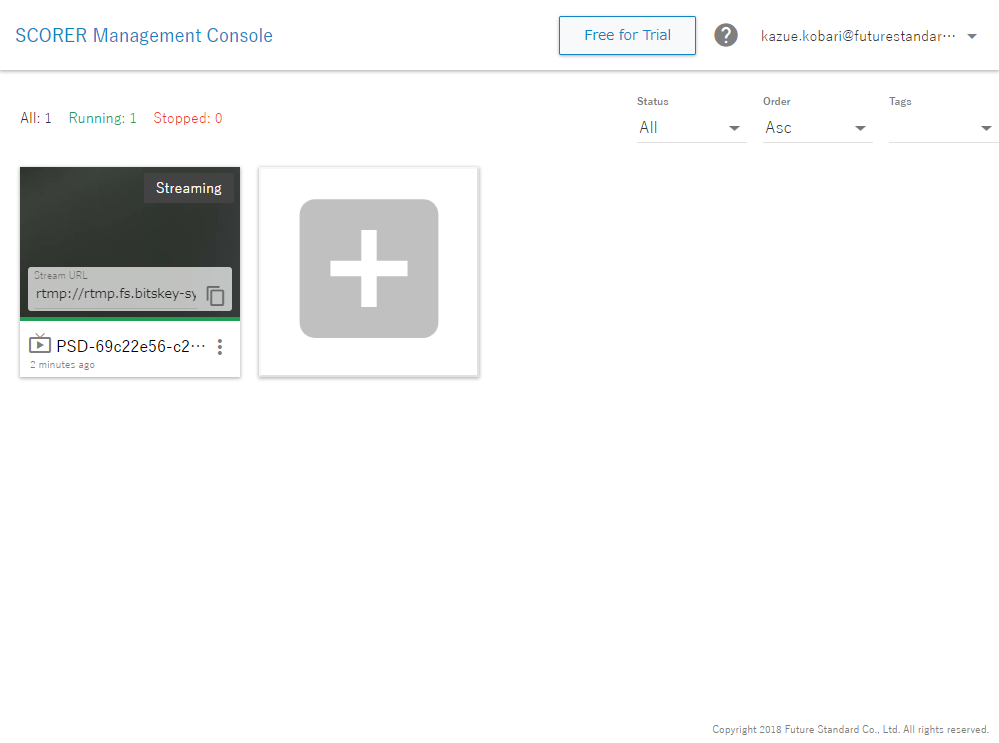 SCORER Management Console
Free for Trial
?
kazue.kobari@futurestandar···
All: 1 Running: 1 Stopped: 0
Status
All
Order
Asc
Tags
Streaming
Stream URL
rtmp://rtmp.fs.bitskey-sy
PSD-69c22e56-c2···
2 minutes ago
Copyright 2018 Future Standard Co., Ltd. All rights reserved.